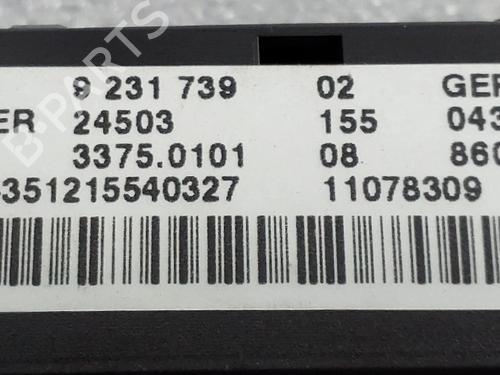 9 231 739 02 GER
ER 24503 155 043
3375.0101 08 860
351215540327 11078309
B-PARTS